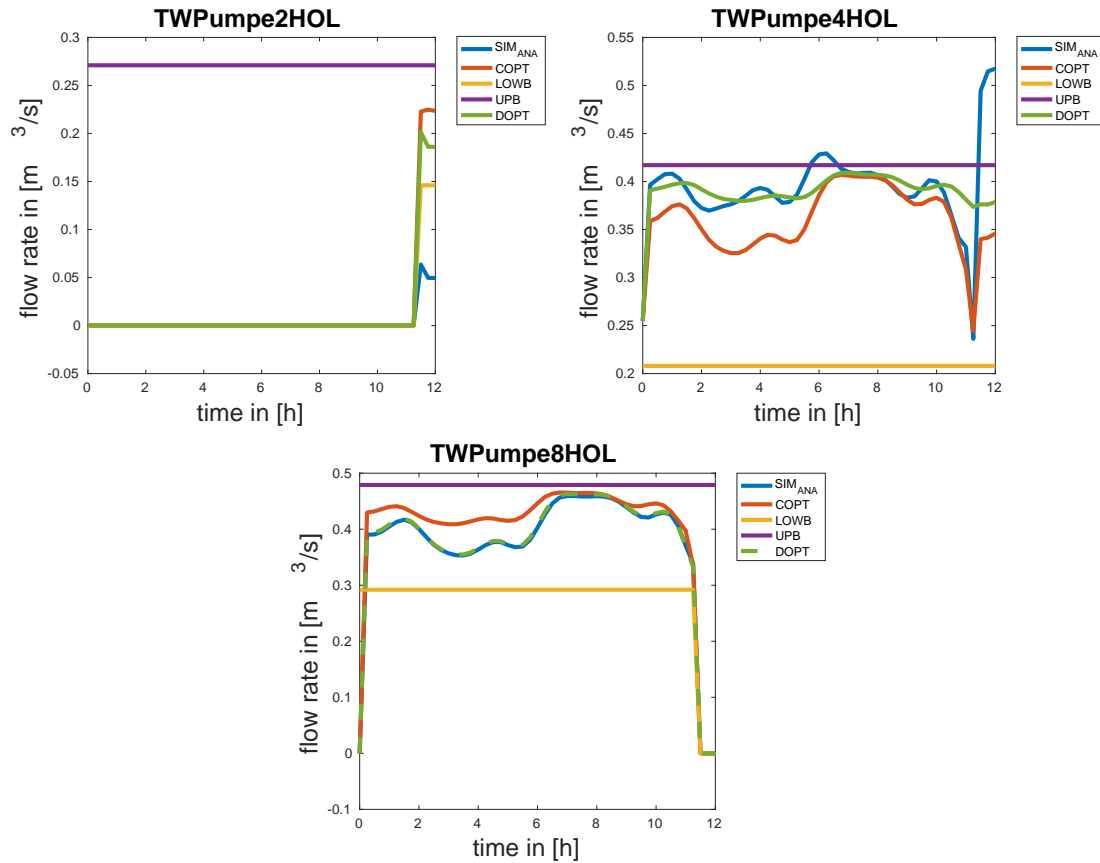 TWPumpe2HOL
flow rate in [m 3/s]
0.3
0.25
0.2
0.15
0.1
0.05
0
-0.05
0 2 4 6 8 10 12
time in [h]
SIM_ANA
COPT
LOWB
UPB
DOPT
TWPumpe4HOL
flow rate in [m 3/s]
0.55
0.5
0.45
0.4
0.35
0.3
0.25
0.2
0 2 4 6 8 10 12
time in [h]
SIM_ANA
COPT
LOWB
UPB
DOPT
TWPumpe8HOL
flow rate in [m 3/s]
0.5
0.4
0.3
0.2
0.1
0
-0.1
0 2 4 6 8 10 12
time in [h]
SIM_ANA
COPT
LOWB
UPB
DOPT